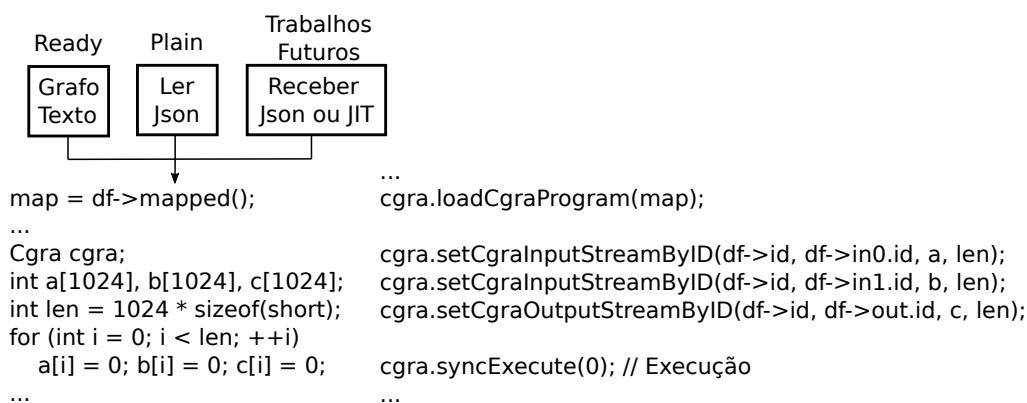 Ready
Plain
Trabalhos
Futuros
Grafo
Texto
Ler
Json
Receber
Json ou JIT
map = df->mapped();
...
Cgra cgra;
int a[1024], b[1024], c[1024];
int len = 1024 * sizeof(short);
for (int i = 0; i < len; ++i)
a[i] = 0; b[i] = 0; c[i] = 0;
...
...
cgra.loadCgraProgram(map);
cgra.setCgraInputStreamByID(df->id, df->in0.id, a, len);
cgra.setCgraInputStreamByID(df->id, df->in1.id, b, len);
cgra.setCgraOutputStreamByID(df->id, df->out.id, c, len);
cgra.syncExecute(0); // Execução
...